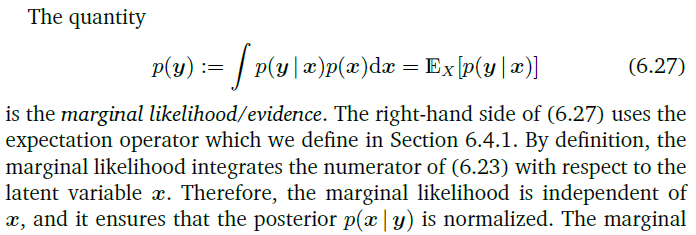 The quantity
p(y) := ∫ p(y | x)p(x)dx = 𝔼X[p(y | x)] (6.27)
is the marginal likelihood/evidence. The right-hand side of (6.27) uses the
expectation operator which we define in Section 6.4.1. By definition, the
marginal likelihood integrates the numerator of (6.23) with respect to the
latent variable x. Therefore, the marginal likelihood is independent of
x, and it ensures that the posterior p(x | y) is normalized. The marginal